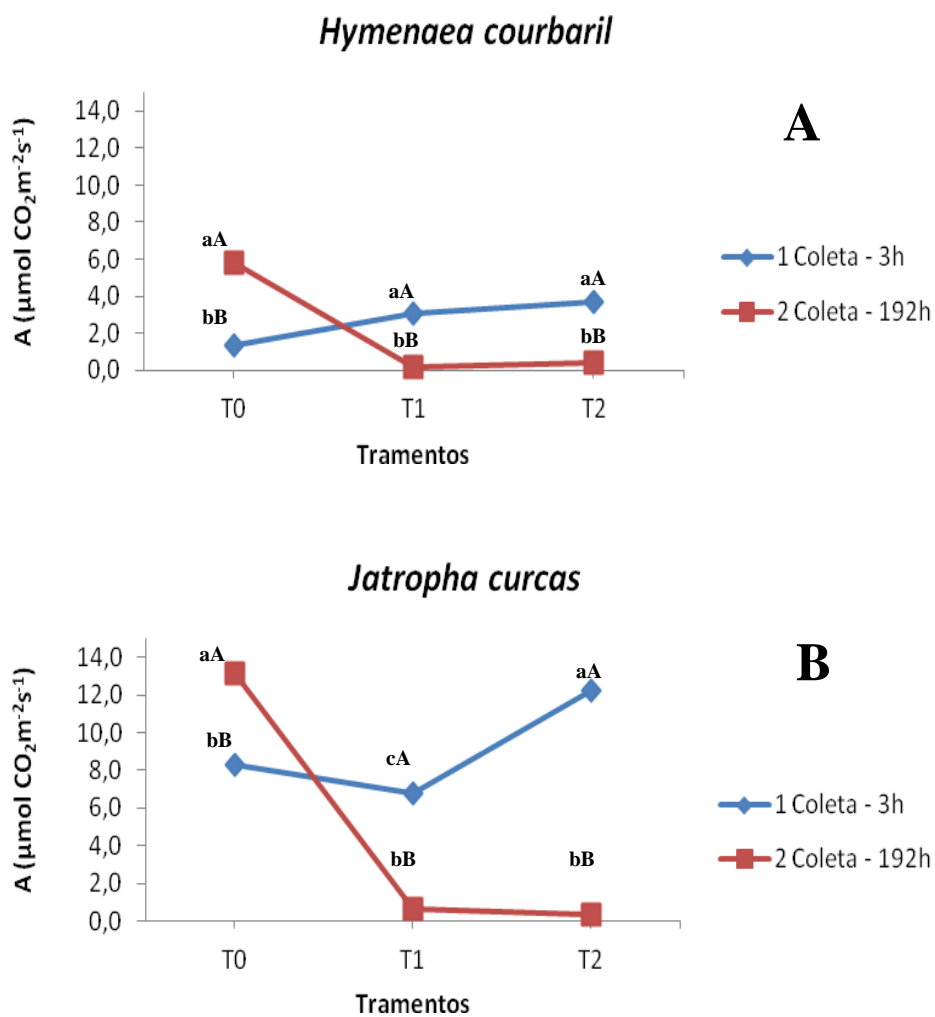 Hymenaea courbaril
A
A (µmol CO₂m⁻²s⁻¹)
14,0
12,0
10,0
8,0
6,0
4,0
2,0
0,0
aA
bB
aA
bB
aA
bB
T0 T1 T2
Tramentos
1 Coleta - 3h
2 Coleta - 192h
Jatropha curcas
B
A (µmol CO₂m⁻²s⁻¹)
14,0
12,0
10,0
8,0
6,0
4,0
2,0
0,0
aA
bB
cA
bB
aA
bB
T0 T1 T2
Tramentos
1 Coleta - 3h
2 Coleta - 192h